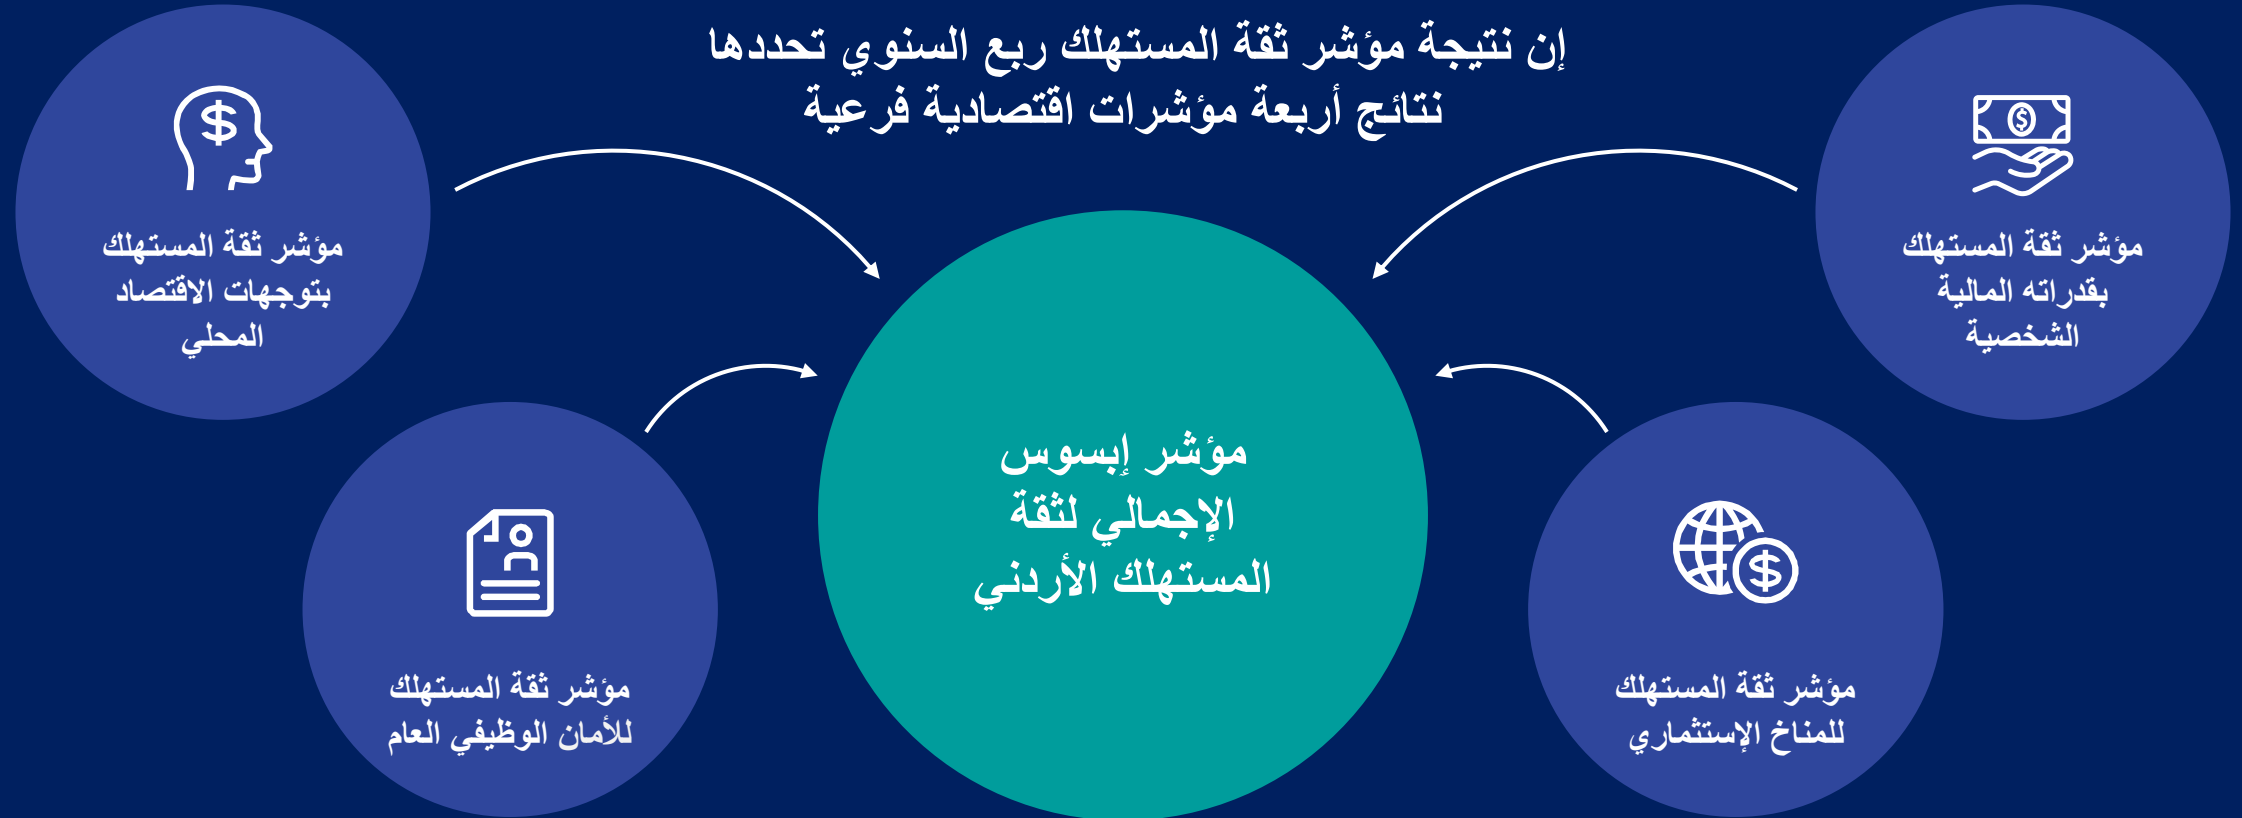 إن نتيجة مؤشر ثقة المستهلك ربع السنوي تحددها
نتائج أربعة مؤشرات اقتصادية فرعية
مؤشر ثقة المستهلك
بقدراته المالية
الشخصية
مؤشر ثقة المستهلك
بتوجهات الاقتصاد
المحلي
مؤشر إبسوس
الإجمالي لثقة
المستهلك الأردني
مؤشر ثقة المستهلك
للمناخ الإستثماري
مؤشر ثقة المستهلك
للأمان الوظيفي العام